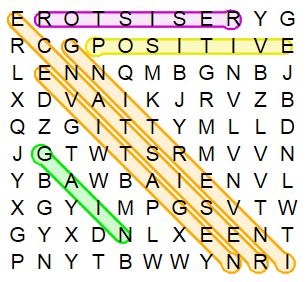 E R O T S I S E R Y G
R C G P O S I T I V E
L E N N Q M B G N B J
X D V A I K J R V Z B
Q Z G I T T Y M L L D
J G T W T S R M V V N
Y B A W B A I E N V L
X G Y I M P G S V T W
G Y X D N L X E E N T
P N Y T B W W Y N R I